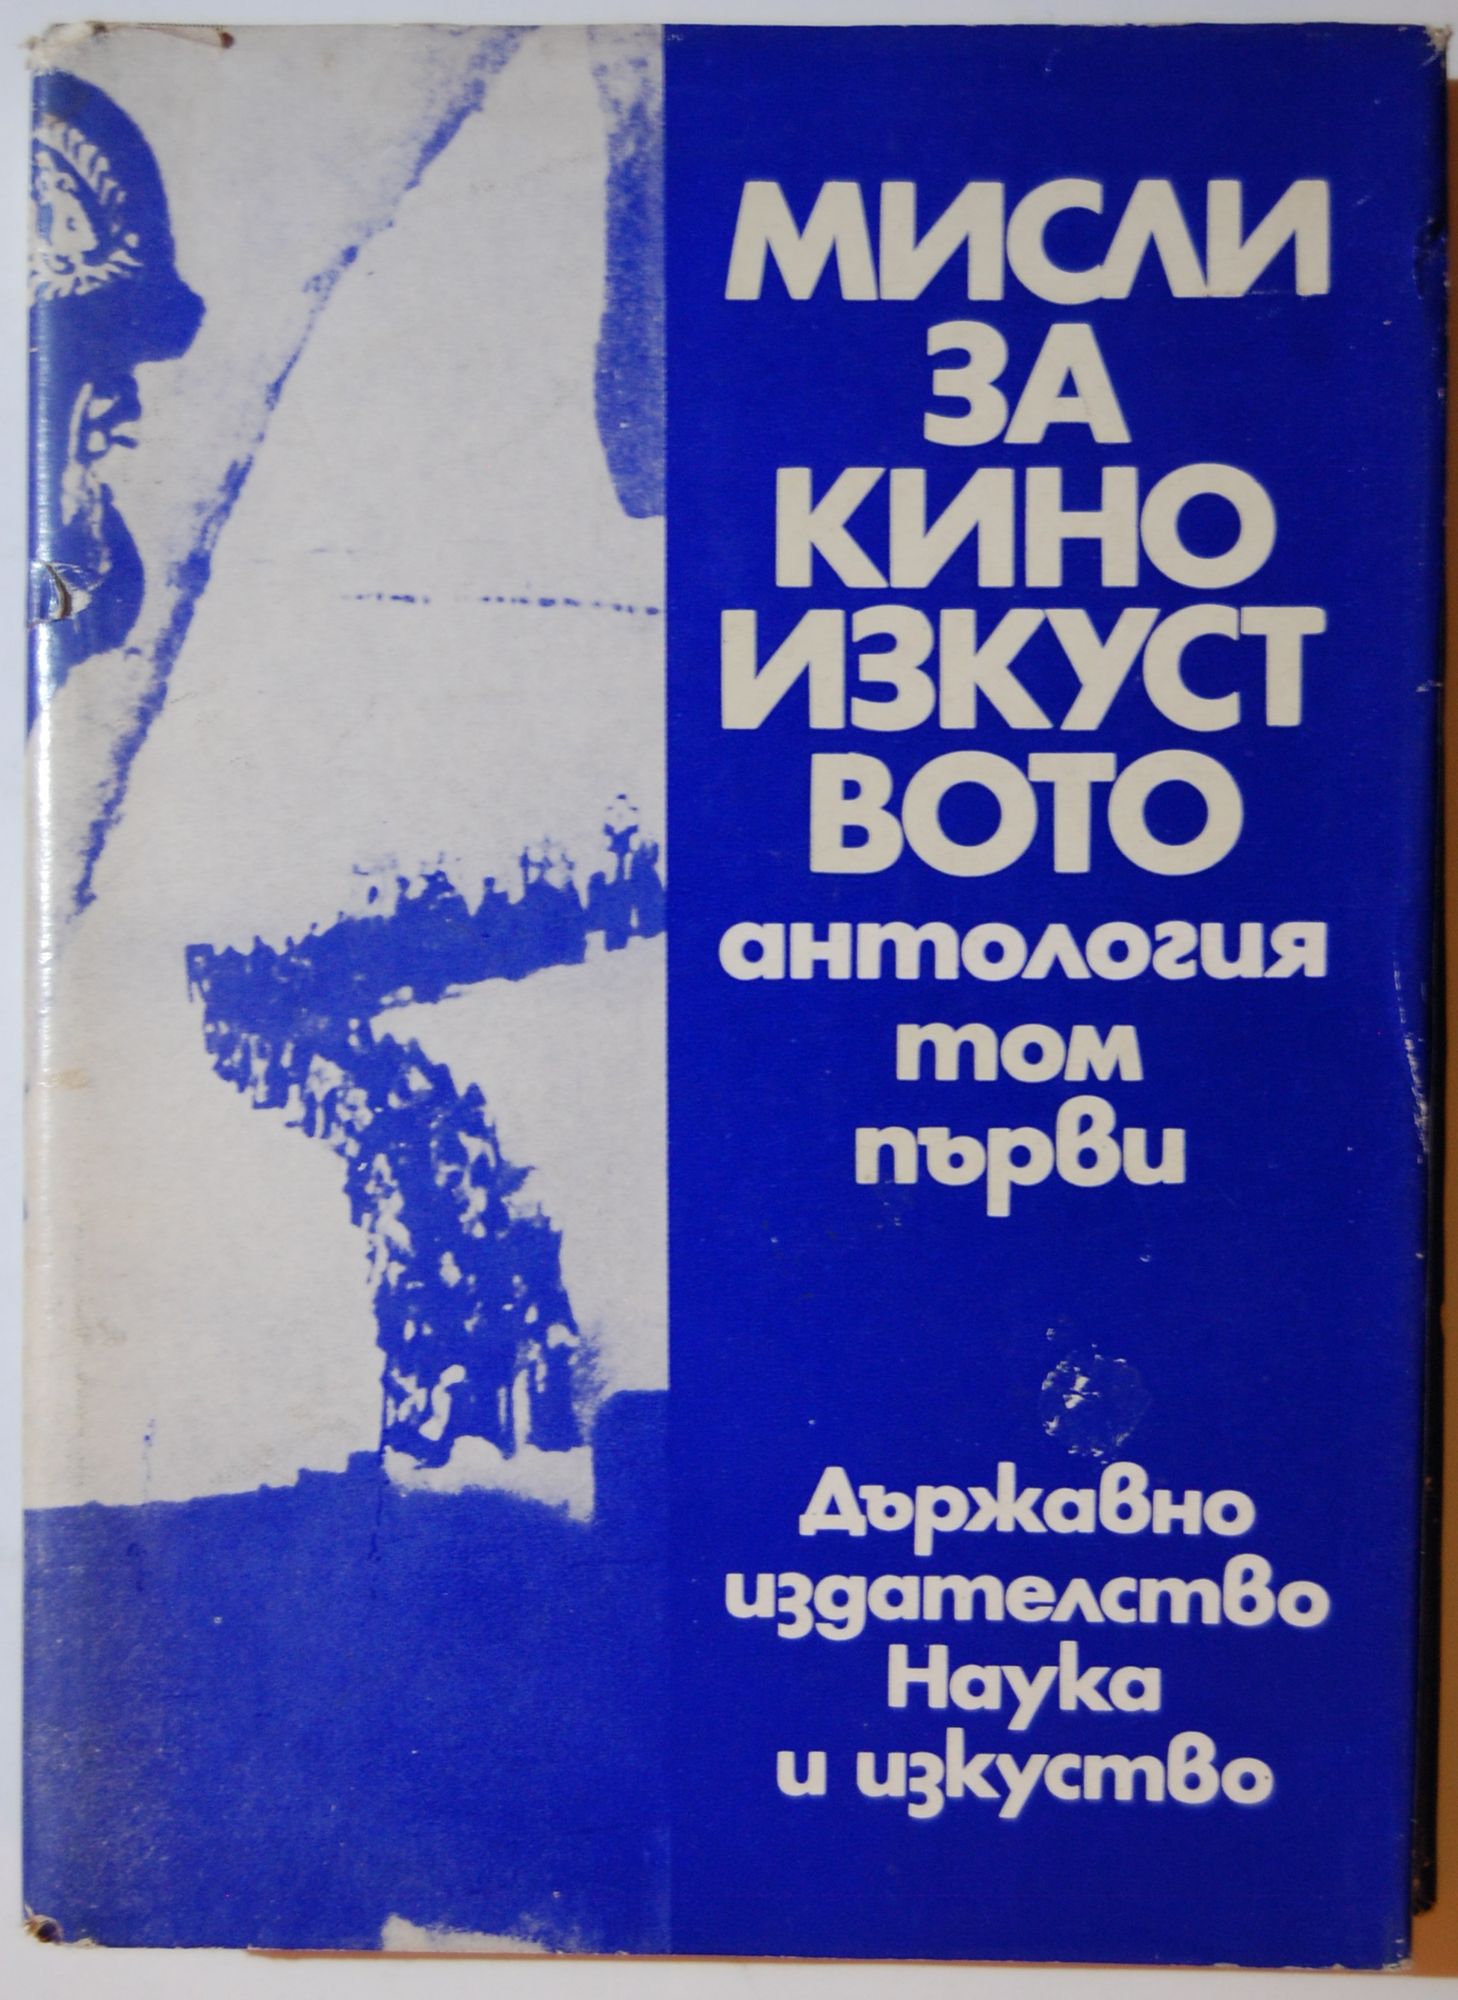 МИСЛИ
ЗА
КИНО
ИЗКУСТ
ВОТО
антология
том
първи
Държавно
издателство
Наука
и изкуство